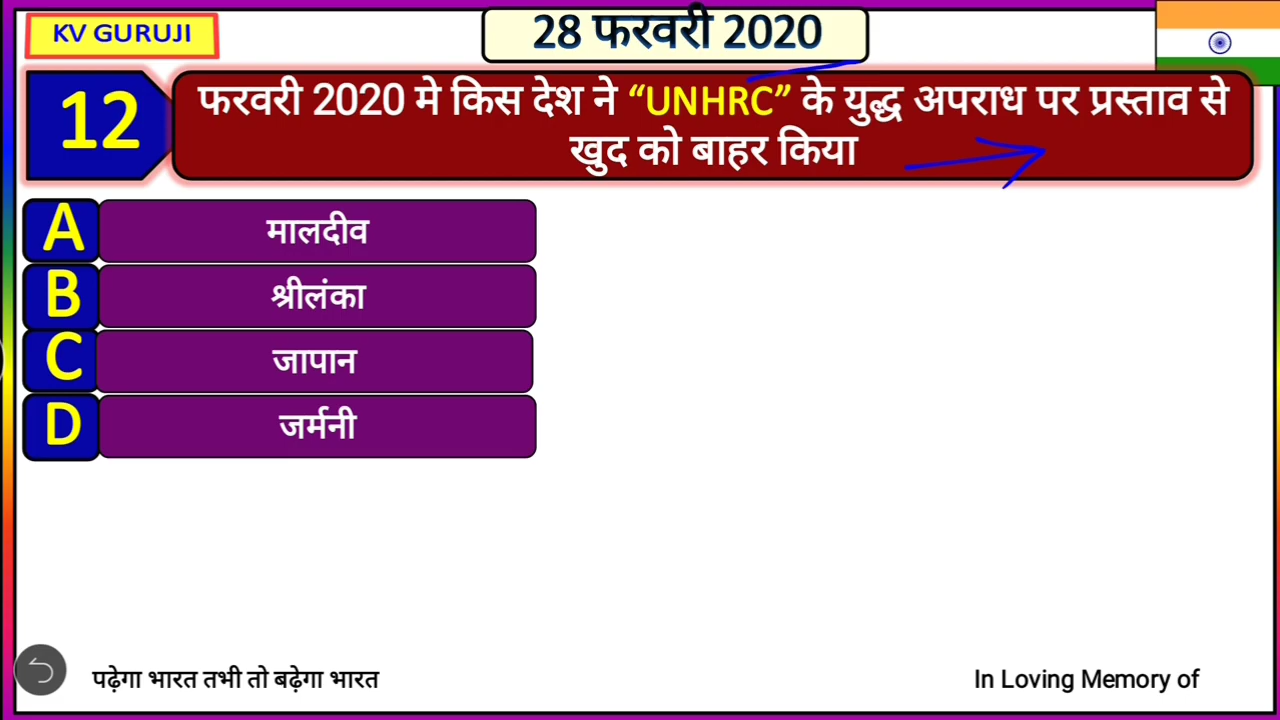 KV GURUJI
28 फरवरी 2020
12
फरवरी 2020 मे किस देश ने “UNHRC” के युद्ध अपराध पर प्रस्ताव से
खुद को बाहर किया
A मालदीव
B श्रीलंका
C जापान
D जर्मनी
पढ़ेगा भारत तभी तो बढ़ेगा भारत
In Loving Memory of